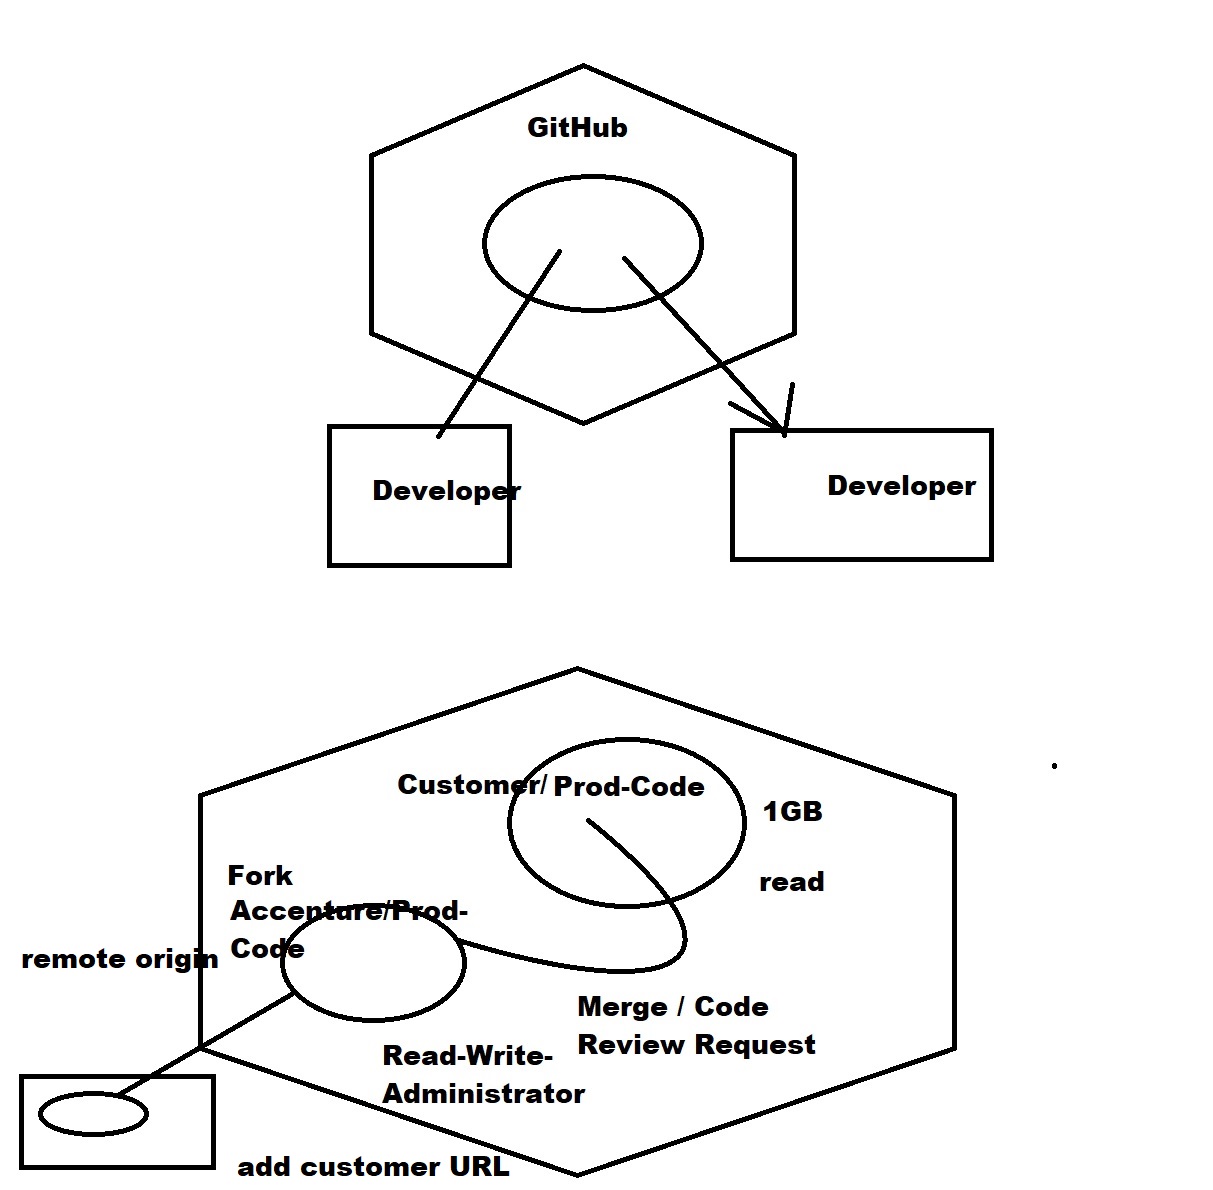 GitHub
Developer
Developer
Customer/ Prod-Code
1GB
Fork
read
Accenture/Prod-
Code
remote origin
Merge / Code
Review Request
Read-Write-
Administrator
add customer URL